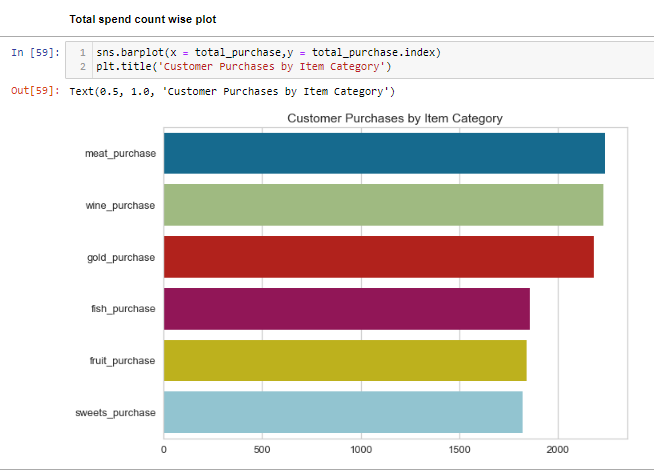 Total spend count wise plot
In [59]: 1 sns.barplot(x = total_purchase,y = total_purchase.index)
2 plt.title('Customer Purchases by Item Category')
Out[59]: Text(0.5, 1.0, 'Customer Purchases by Item Category')
Customer Purchases by Item Category
meat_purchase
wine_purchase
gold_purchase
fish_purchase
fruit_purchase
sweets_purchase
0 500 1000 1500 2000